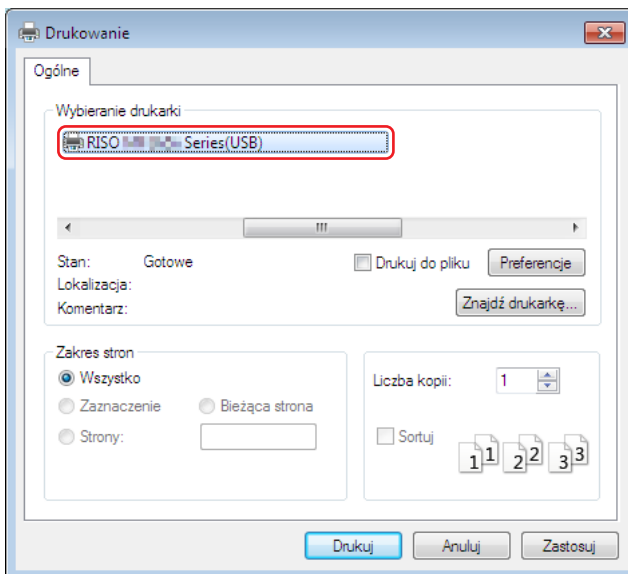 Drukowanie
Ogólne
Wybieranie drukarki
RISO Series(USB)
Stan: Gotowe
Drukuj do pliku
Preferencje
Lokalizacja:
Komentarz:
Znajdź drukarkę...
Zakres stron
Wszystko
Zaznaczenie
Bieżąca strona
Strony:
Liczba kopii: 1
Sortuj
1 1 2 2 3 3
Drukuj
Anuluj
Zastosuj